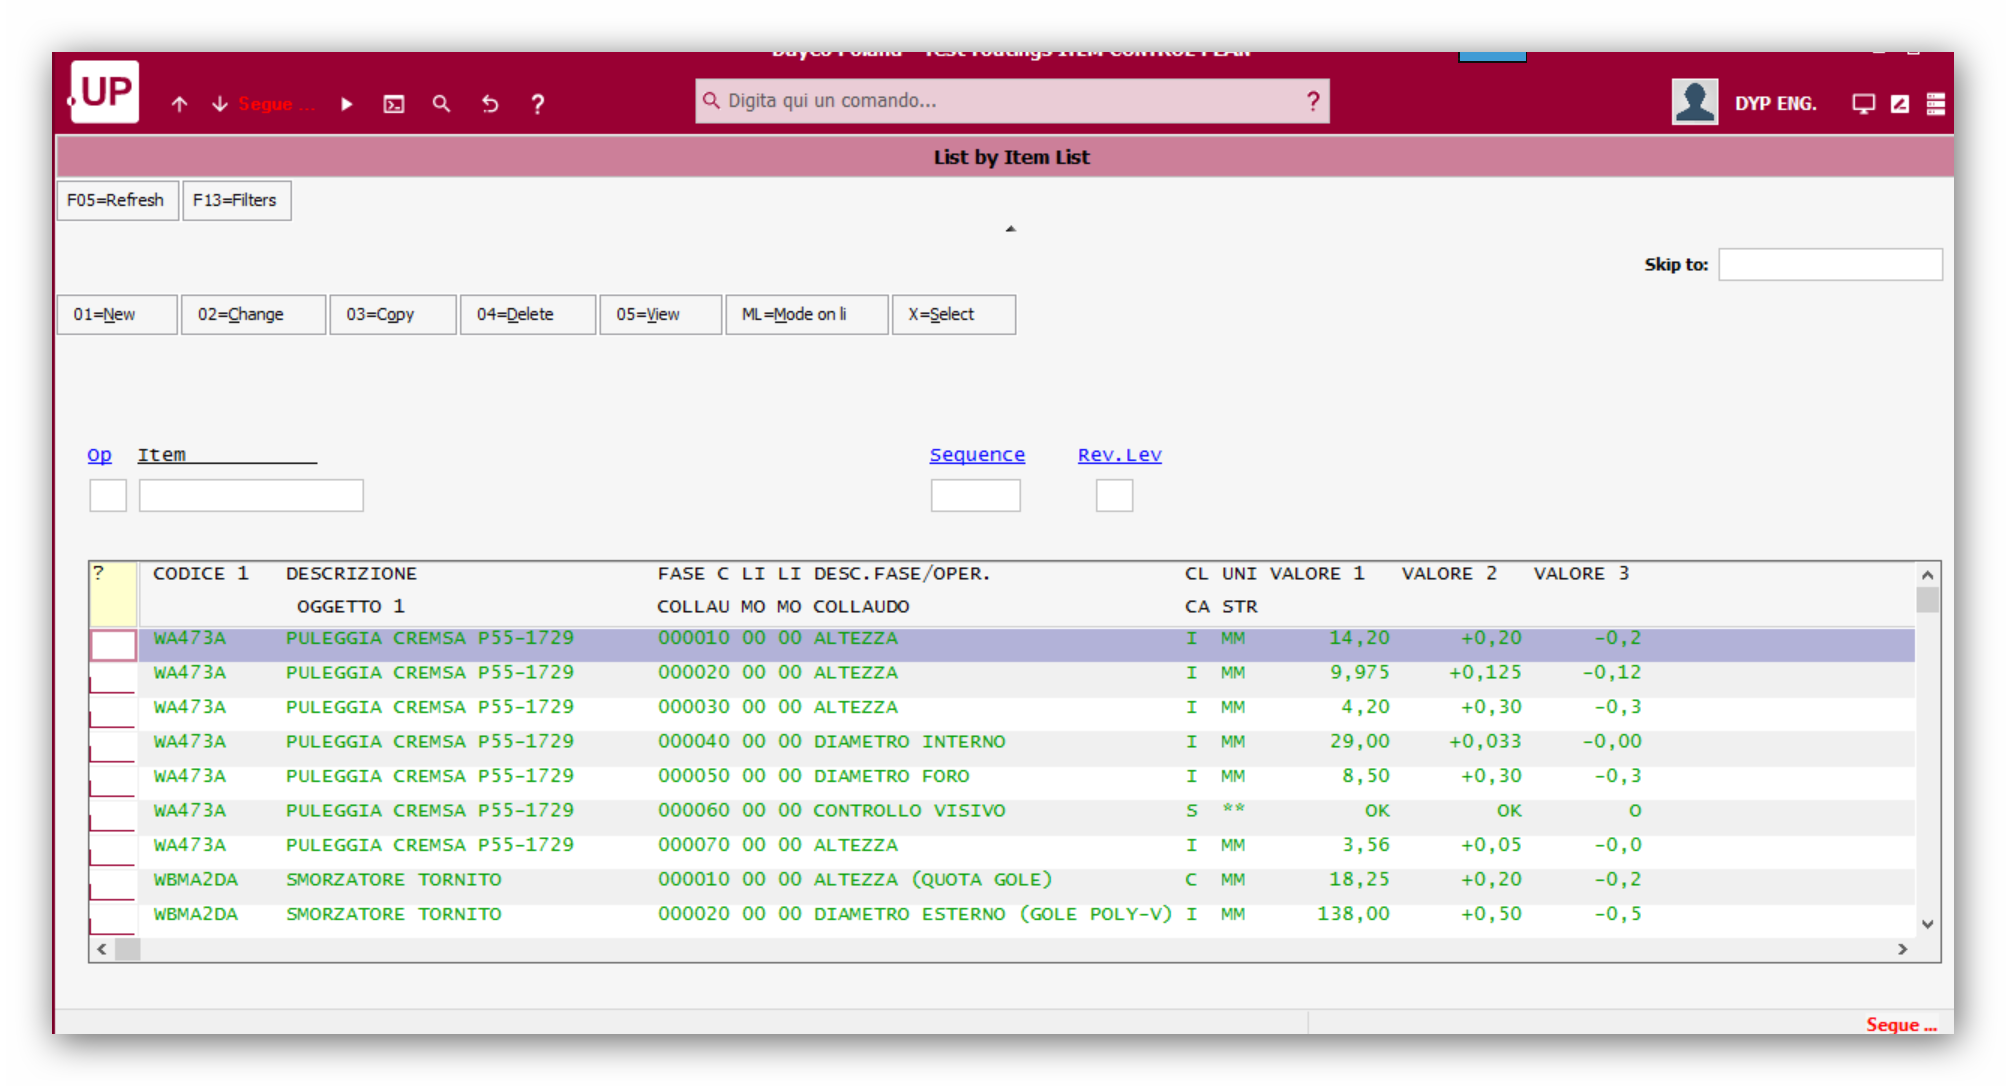 Dayco Poland - Test routings ITEM CONTROL PLAN
.UP Segue ... ? Digita qui un comando... ? DYP ENG.
List by Item List
F05=Refresh F13=Filters
Skip to:
01=New 02=Change 03=Copy 04=Delete 05=View ML=Mode on li X=Select
Op Item Sequence Rev.Lev
? CODICE 1 DESCRIZIONE FASE C LI LI DESC.FASE/OPER. CL UNI VALORE 1 VALORE 2 VALORE 3
OGGETTO 1 COLLAU MO MO COLLAUDO CA STR
WA473A PULEGGIA CREMSA P55-1729 000010 00 00 ALTEZZA I MM 14,20 +0,20 -0,2
WA473A PULEGGIA CREMSA P55-1729 000020 00 00 ALTEZZA I MM 9,975 +0,125 -0,12
WA473A PULEGGIA CREMSA P55-1729 000030 00 00 ALTEZZA I MM 4,20 +0,30 -0,3
WA473A PULEGGIA CREMSA P55-1729 000040 00 00 DIAMETRO INTERNO I MM 29,00 +0,033 -0,00
WA473A PULEGGIA CREMSA P55-1729 000050 00 00 DIAMETRO FORO I MM 8,50 +0,30 -0,3
WA473A PULEGGIA CREMSA P55-1729 000060 00 00 CONTROLLO VISIVO S ** OK OK O
WA473A PULEGGIA CREMSA P55-1729 000070 00 00 ALTEZZA I MM 3,56 +0,05 -0,0
WBMA2DA SMORZATORE TORNITO 000010 00 00 ALTEZZA (QUOTA GOLE) C MM 18,25 +0,20 -0,2
WBMA2DA SMORZATORE TORNITO 000020 00 00 DIAMETRO ESTERNO (GOLE POLY-V) I MM 138,00 +0,50 -0,5
Segue ...